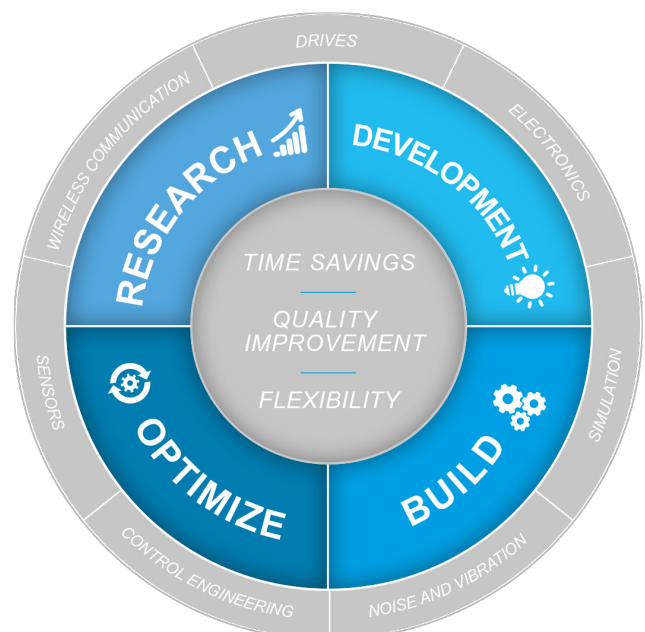 DRIVES
ELECTRONICS
SIMULATION
NOISE AND VIBRATION
CONTROL ENGINEERING
SENSORS
WIRELESS COMMUNICATION
RESEARCH
DEVELOPMENT
BUILD
OPTIMIZE
TIME SAVINGS
QUALITY
IMPROVEMENT
FLEXIBILITY